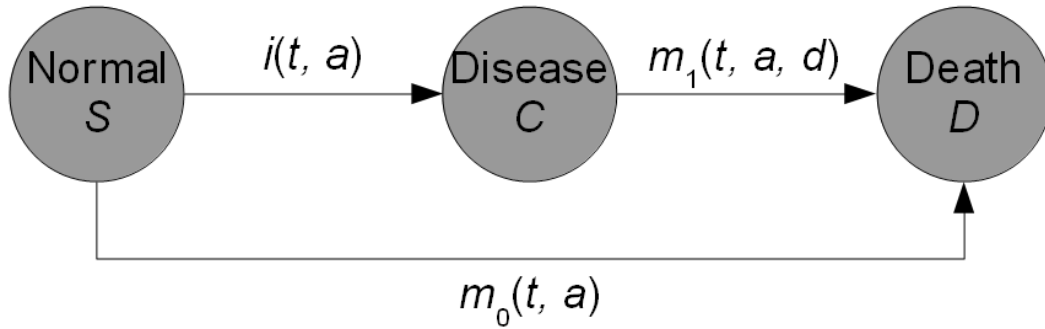 Normal
S
i(t, a)
Disease
C
m₁(t, a, d)
Death
D
m₀(t, a)